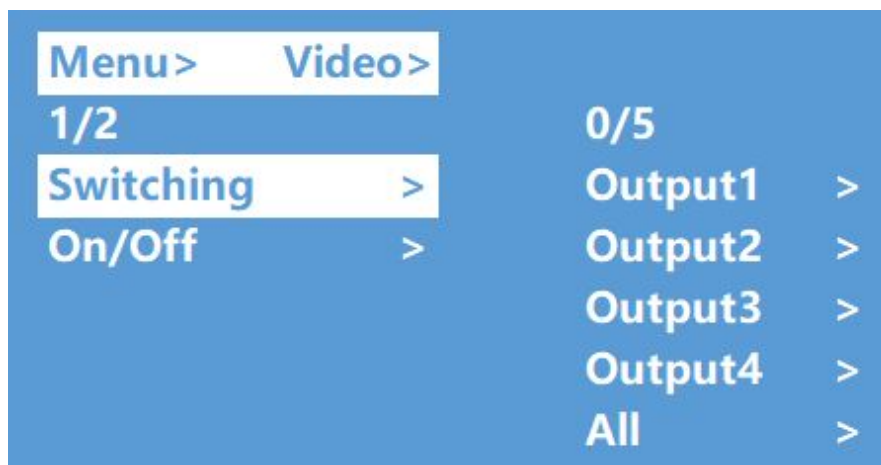 Menu> Video>
1/2 0/5
Switching > Output1 >
On/Off > Output2 >
Output3 >
Output4 >
All >